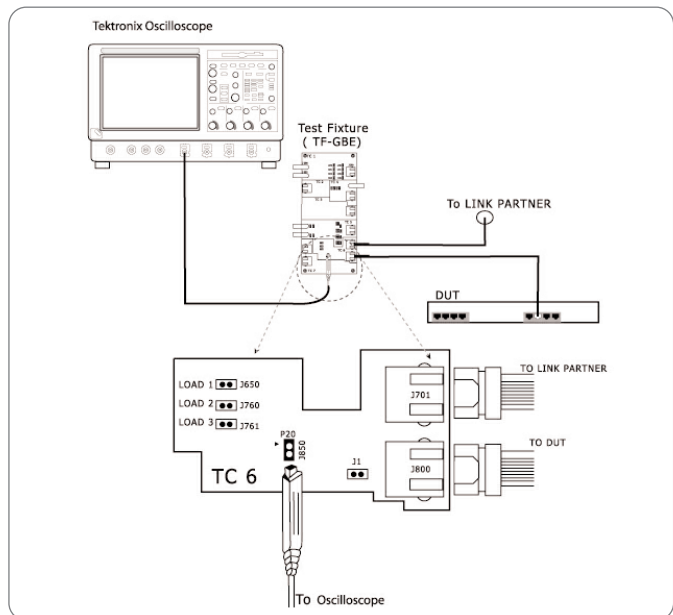 Tektronix Oscilloscope
Test Fixture
( TF-GBE)
To LINK PARTNER
DUT
LOAD 1 J650
LOAD 2 J760
LOAD 3 J761
P20
J850
J1
TC 6
J701
J800
TO LINK PARTNER
TO DUT
To Oscilloscope